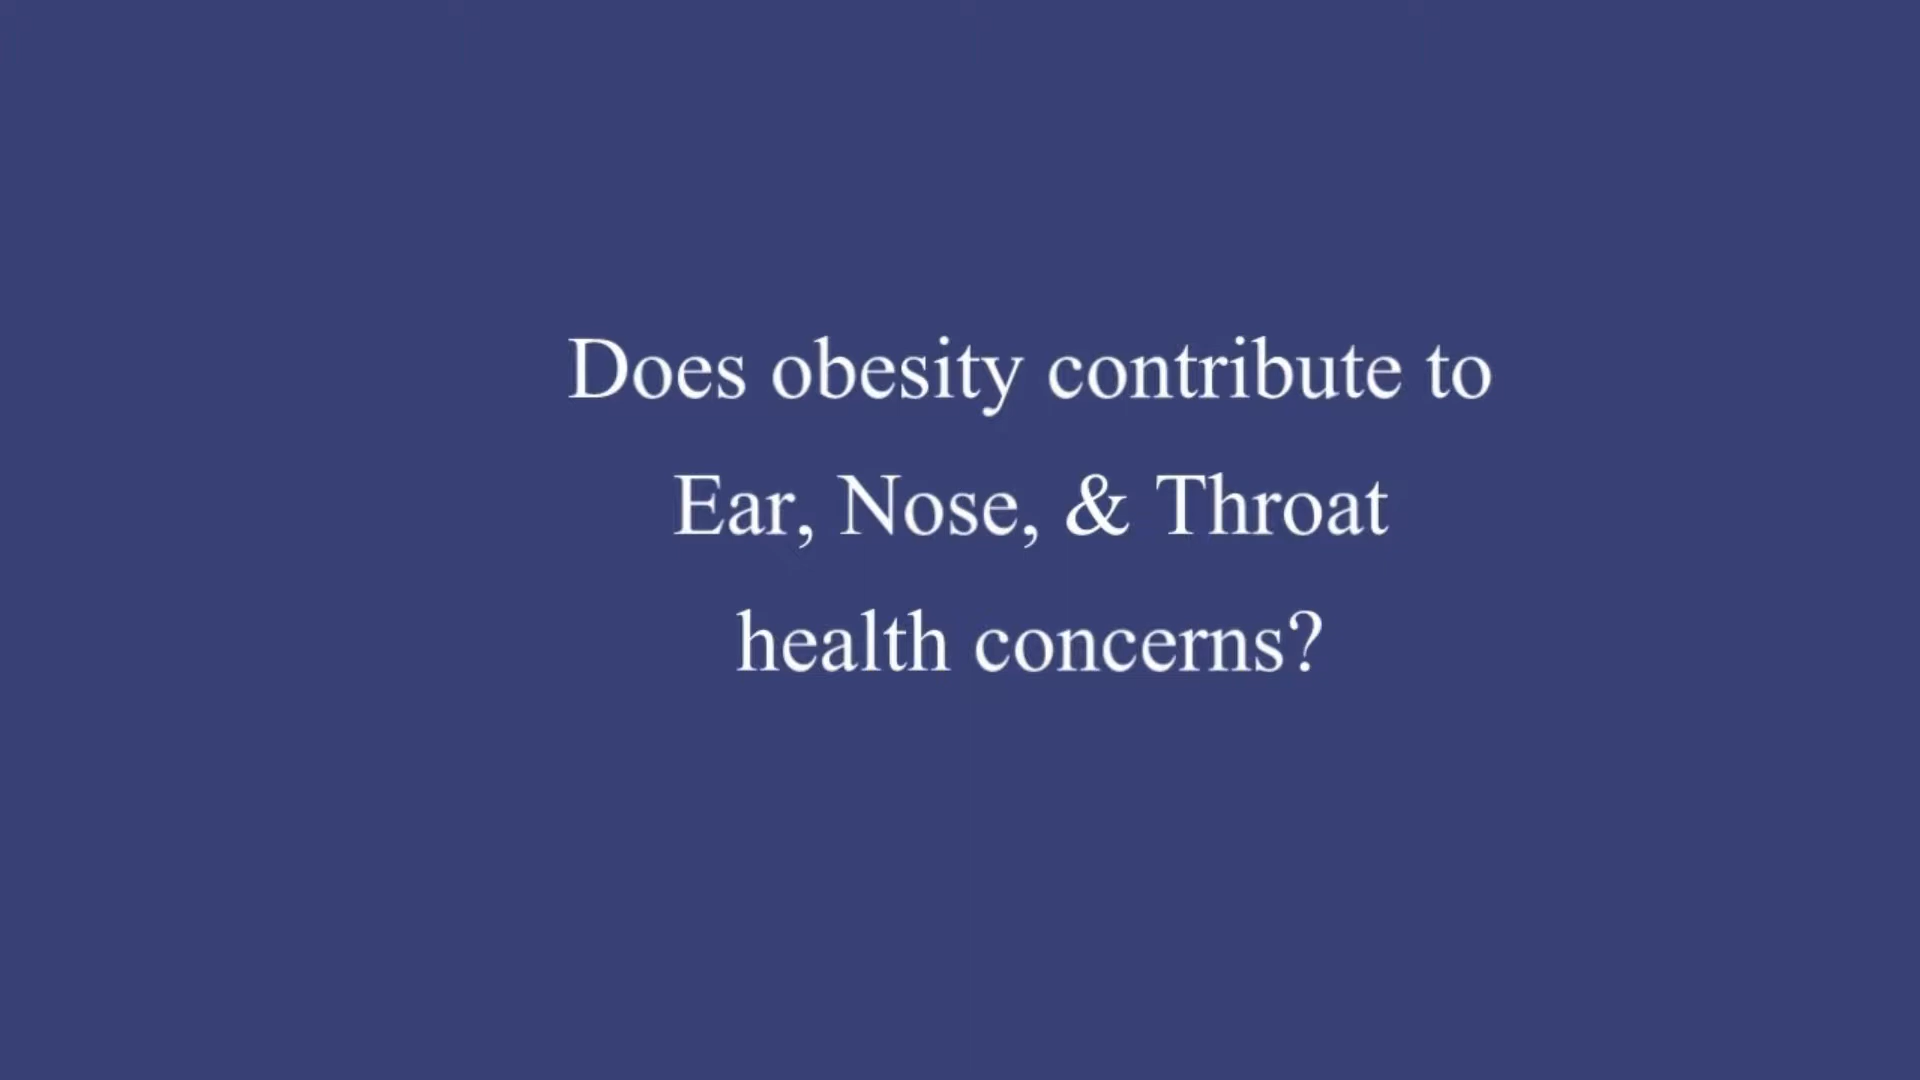 Does obesity contribute to
Ear, Nose, & Throat
health concerns?